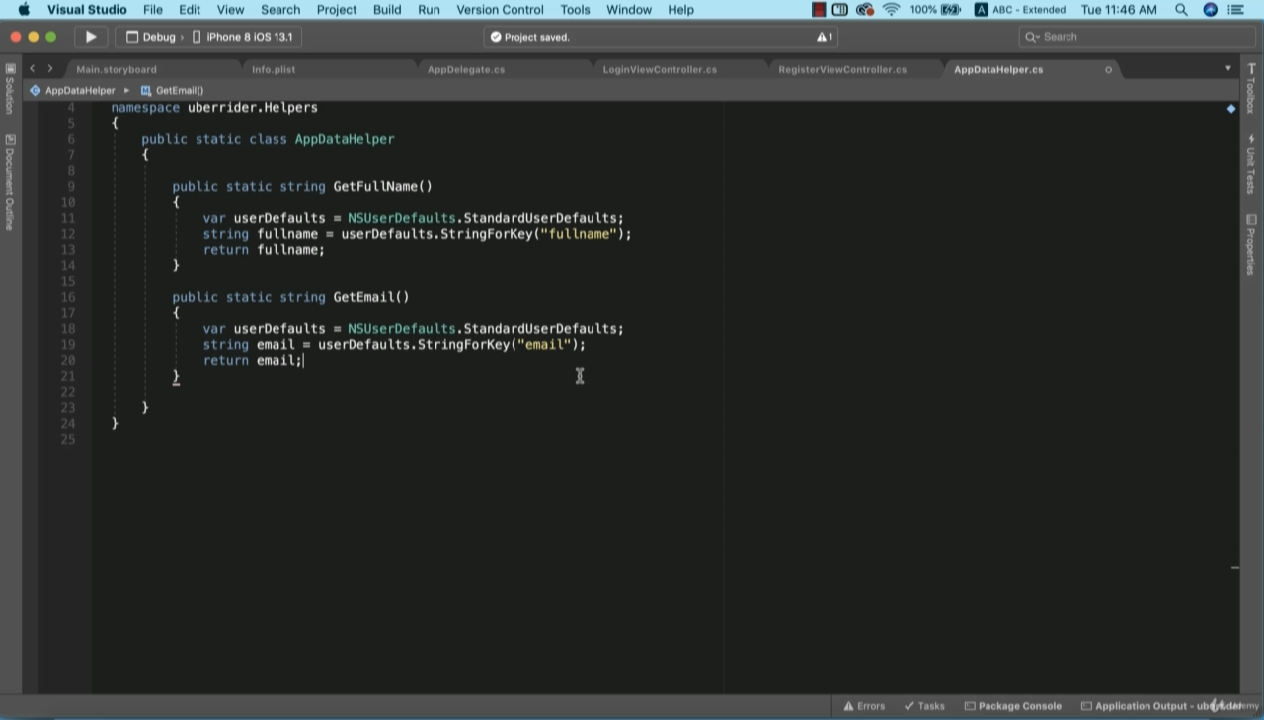 Visual Studio File Edit View Search Project Build Run Version Control Tools Window Help 100% A ABC - Extended Tue 11:46 AM
Debug › iPhone 8 iOS 13.1 Project saved. 1 Search
Main.storyboard Info.plist AppDelegate.cs LoginViewController.cs RegisterViewController.cs AppDataHelper.cs
AppDataHelper GetEmail()
Solution
Document Outline
4 namespace uberrider.Helpers
5 {
6 public static class AppDataHelper
7 {
8
9 public static string GetFullName()
10 {
11 var userDefaults = NSUserDefaults.StandardUserDefaults;
12 string fullname = userDefaults.StringForKey("fullname");
13 return fullname;
14 }
15
16 public static string GetEmail()
17 {
18 var userDefaults = NSUserDefaults.StandardUserDefaults;
19 string email = userDefaults.StringForKey("email");
20 return email;
21 }
22
23 }
24 }
25
Toolbox
Unit Tests
Properties
Errors Tasks Package Console Application Output -